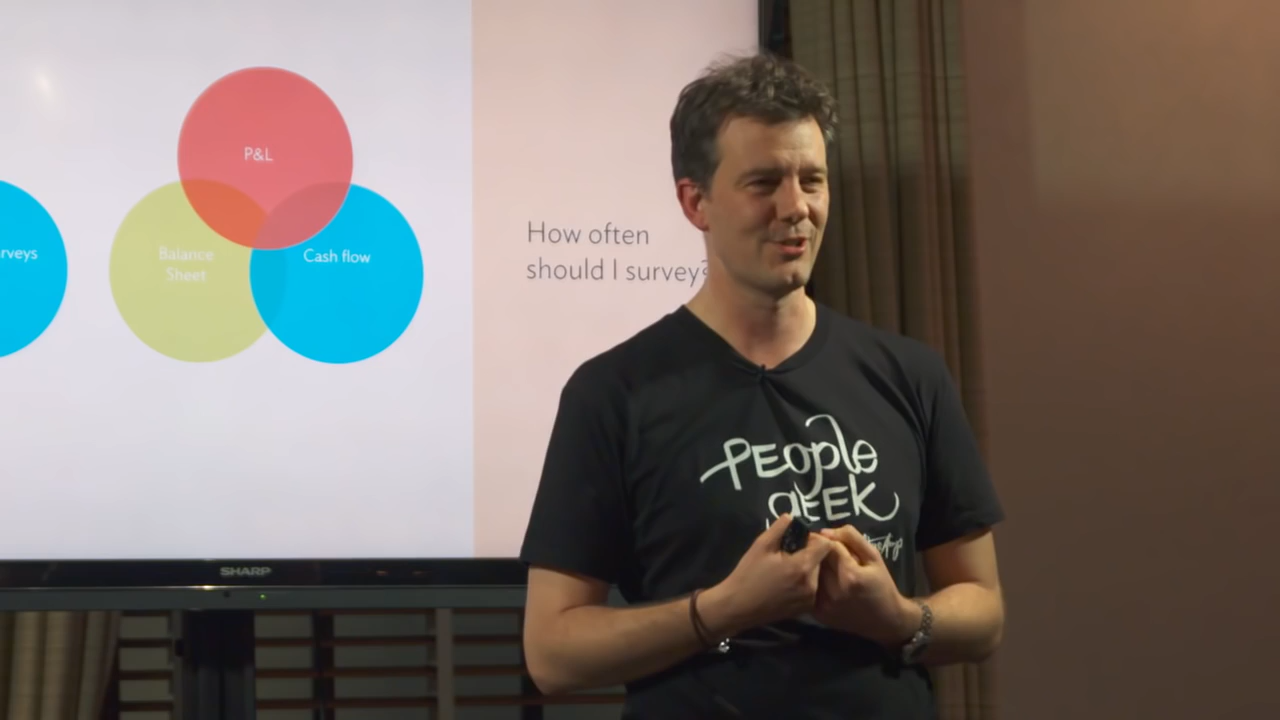 P&L
rveys
Balance
Sheet
Cash flow
How often
should I survey?
SHARP
PEOple
gEEK